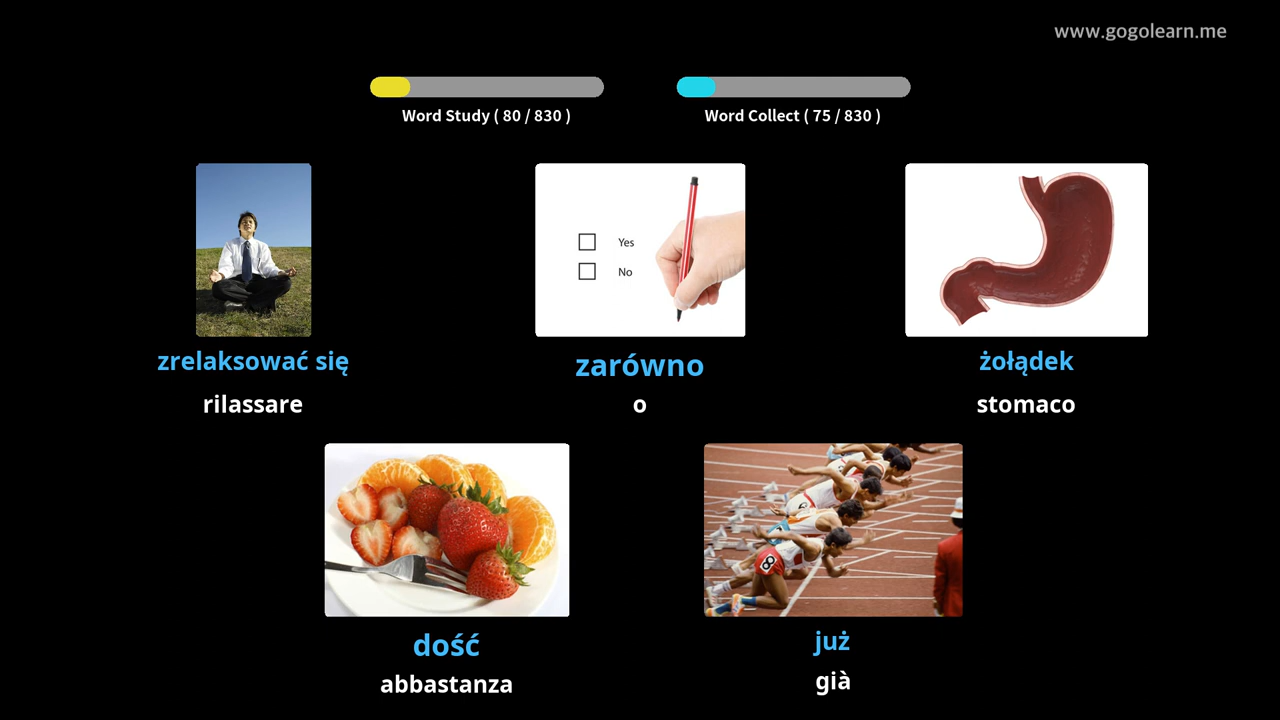 www.gogolearn.me
Word Study ( 80 / 830 )
Word Collect ( 75 / 830 )
Yes
No
zrelaksować się
rilassare
zarówno
o
żołądek
stomaco
8
dość
abbastanza
już
già